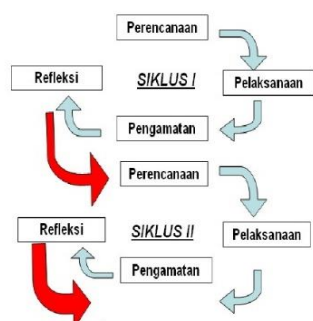 Perencanaan
Refleksi
SIKLUS I
Pelaksanaan
Pengamatan
Perencanaan
Refleksi
SIKLUS II
Pelaksanaan
Pengamatan